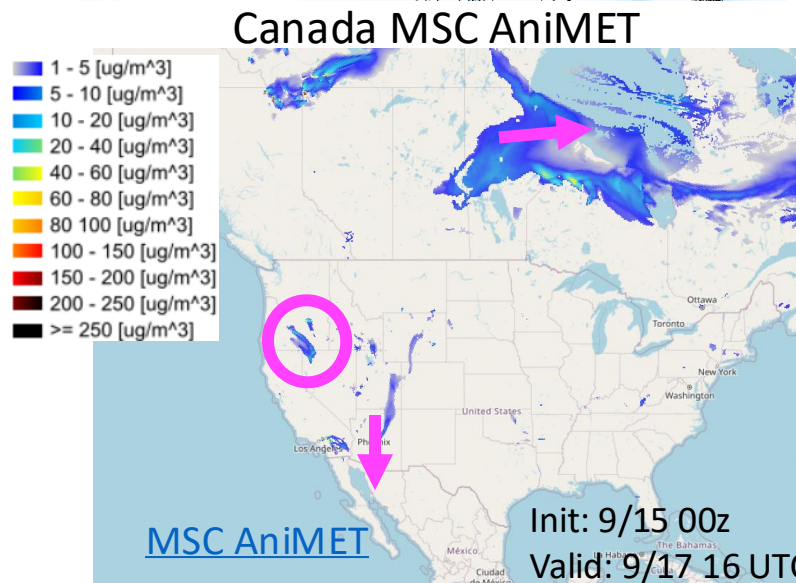 Canada MSC AniMET
1 - 5 [ug/m^3]
5 - 10 [ug/m^3]
10 - 20 [ug/m^3]
20 - 40 [ug/m^3]
40 - 60 [ug/m^3]
60 - 80 [ug/m^3]
80 100 [ug/m^3]
100 - 150 [ug/m^3]
150 - 200 [ug/m^3]
200 - 250 [ug/m^3]
>= 250 [ug/m^3]
Ottawa
Toronto
New York
Washington
United States
Los Angeles
MSC AniMET
México
Ciudad
de México
The Bahamas
Init: 9/15 00z
Valid: 9/17 16 UTC